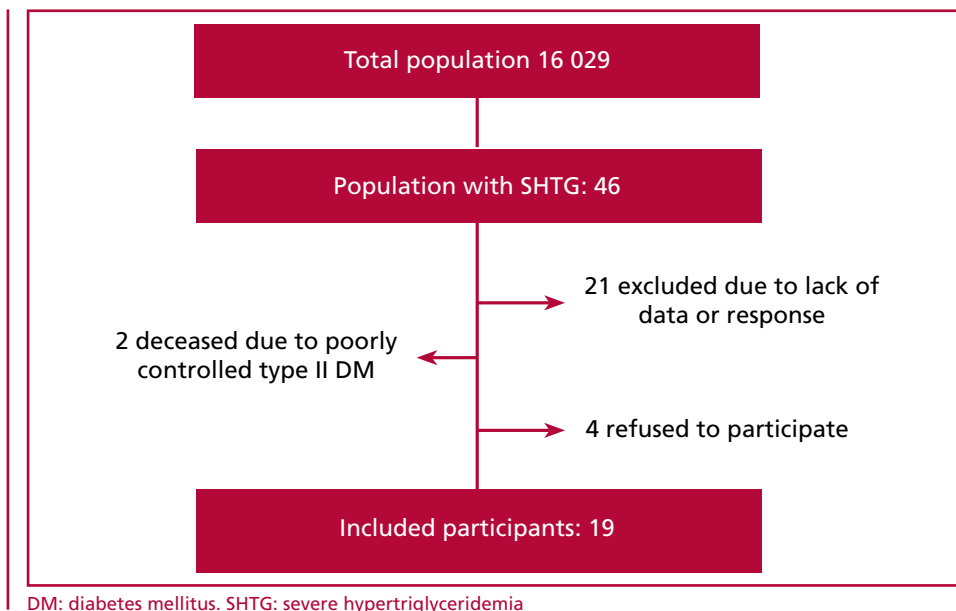 Total population 16 029
Population with SHTG: 46
21 excluded due to lack of
data or response
2 deceased due to poorly
controlled type II DM
4 refused to participate
Included participants: 19
DM: diabetes mellitus. SHTG: severe hypertriglyceridemia